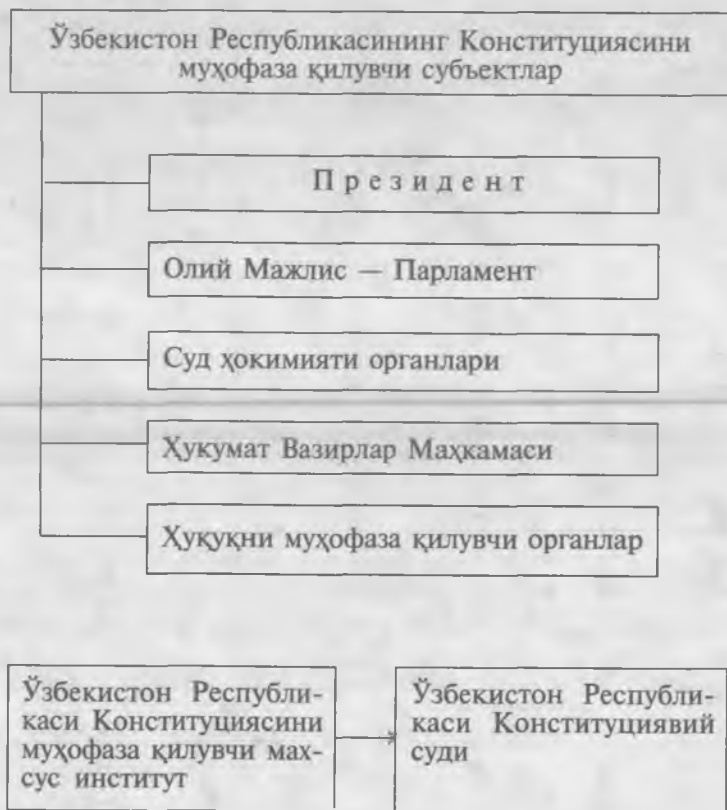 Ўзбекистон Республикасининг Конституциясини
муҳофаза қилувчи субъектлар
Президент
Олий Мажлис — Парламент
Суд ҳокимияти органлари
Ҳукумат Вазирлар Маҳкамаси
Ҳуқуқни муҳофаза қилувчи органлар
Ўзбекистон Республи-
каси Конституциясини
муҳофаза қилувчи мах-
сус институт
Ўзбекистон Республи-
каси Конституциявий
суди